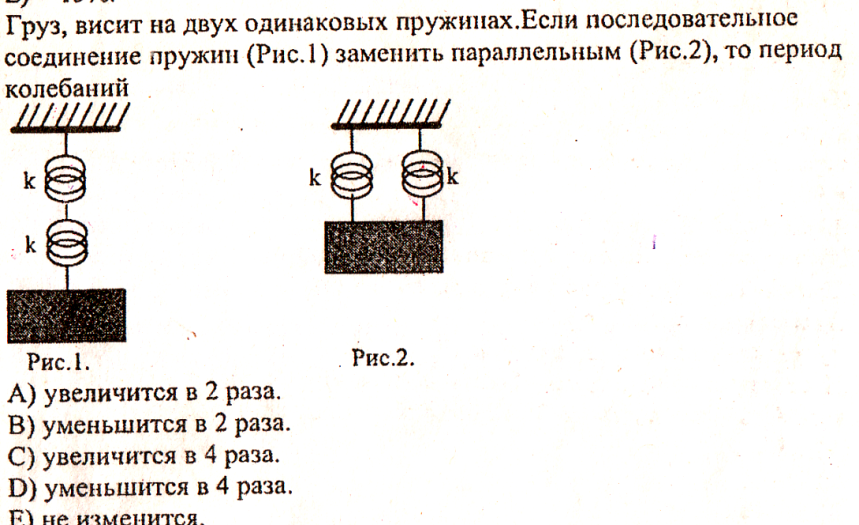 Груз, висит на двух одинаковых пружинах.Если последовательное
соединение пружин (Рис.1) заменить параллельным (Рис.2), то период
колебаний
k
k
k
k
Рис.1.
Рис.2.
A) увеличится в 2 раза.
B) уменьшится в 2 раза.
C) увеличится в 4 раза.
D) уменьшится в 4 раза.
E) не изменится.